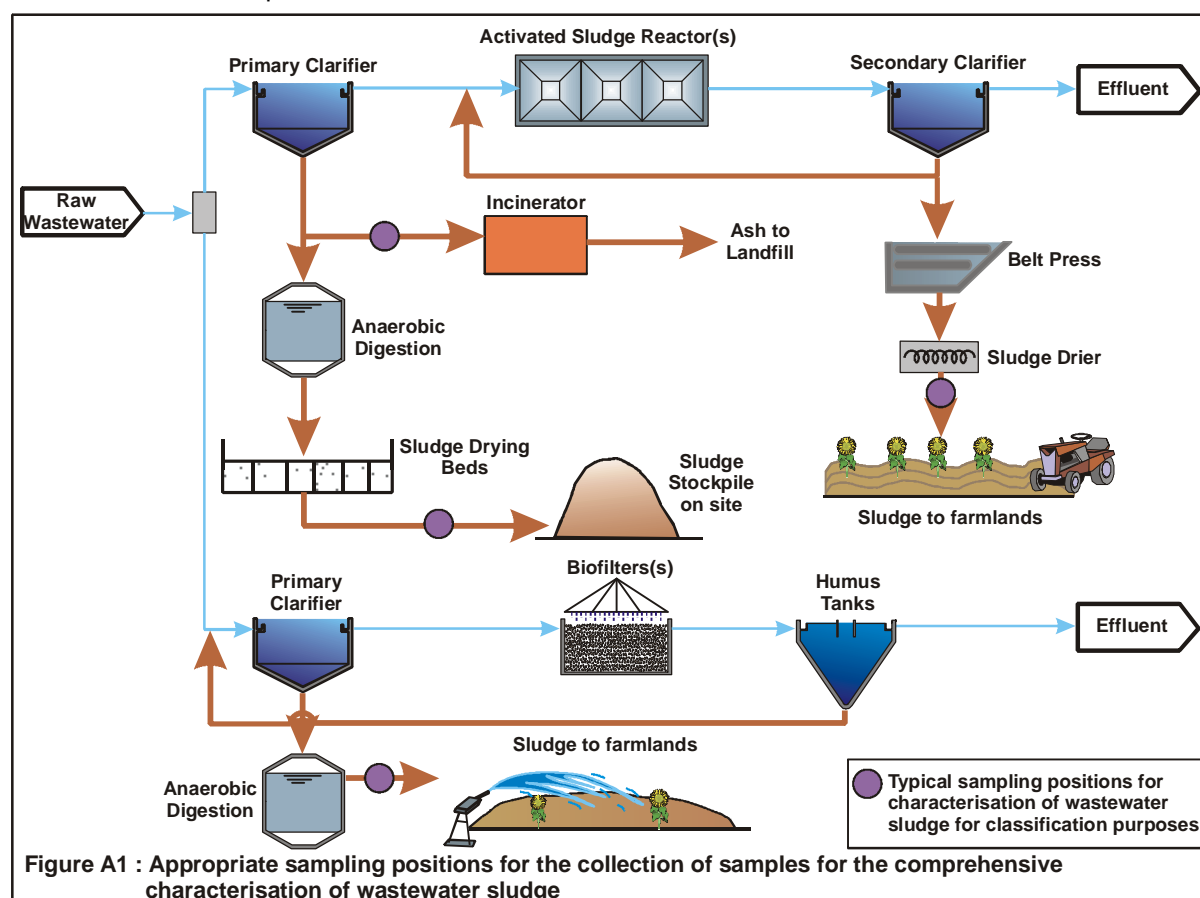 Activated Sludge Reactor(s)
Primary Clarifier
Secondary Clarifier
Effluent
Raw
Wastewater
Incinerator
Ash to
Landfill
Belt Press
Anaerobic
Digestion
Sludge Drier
Sludge Drying
Beds
Sludge
Stockpile
on site
Sludge to farmlands
Primary
Clarifier
Biofilters(s)
Humus
Tanks
Effluent
Sludge to farmlands
Anaerobic
Digestion
Typical sampling positions for
characterisation of wastewater
sludge for classification purposes
Figure A1 : Appropriate sampling positions for the collection of samples for the comprehensive
characterisation of wastewater sludge